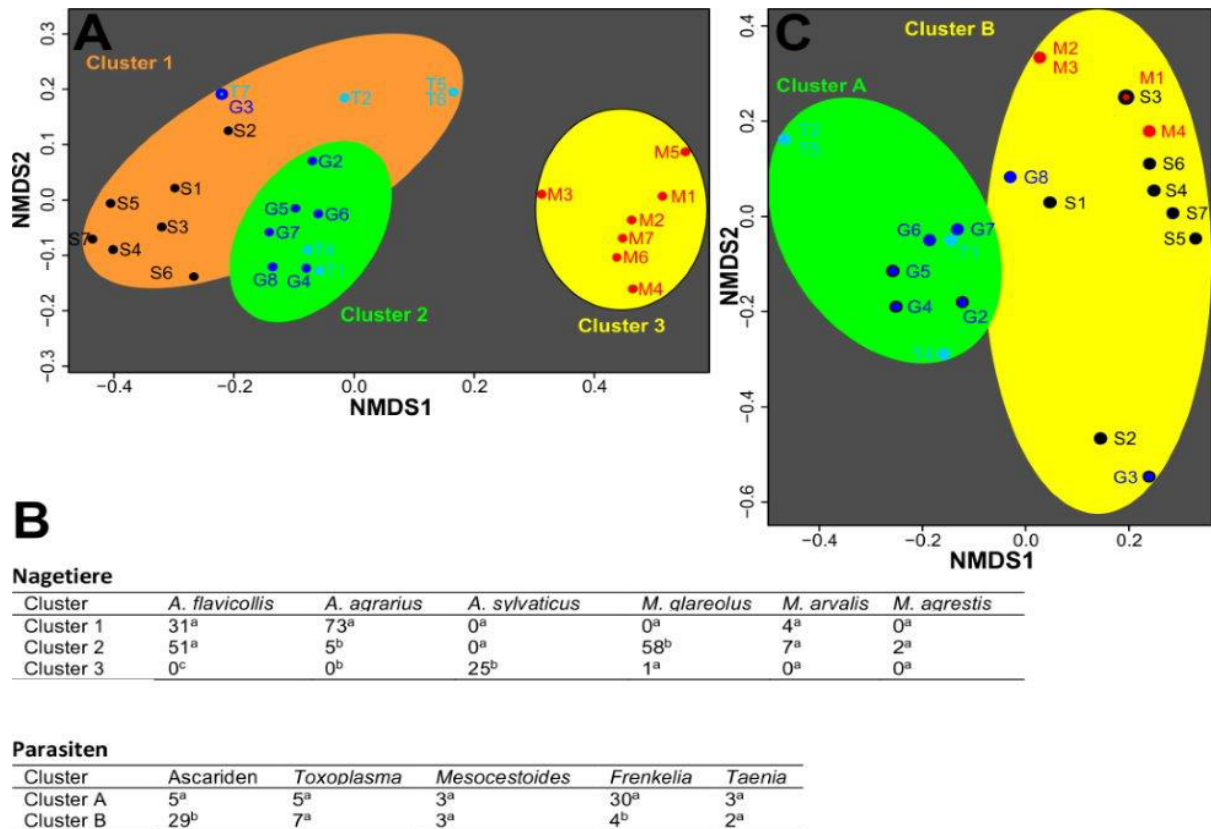 A
Cluster 1
T7
G3
S2
T2
T5
T6
G2
S1
S5
G5
G6
S3
G7
S7
S4
T4
S6
G8
G4
T1
Cluster 2
M5
M3
M1
M2
M7
M6
M4
Cluster 3
NMDS2
0.3
0.2
0.1
0.0
−0.1
−0.2
−0.3
−0.4
−0.2
0.0
0.2
0.4
NMDS1
C
Cluster B
M2
M3
Cluster A
M1
S3
M4
S6
G8
S4
S1
S7
S5
G6
G7
G5
G4
G2
S2
G3
NMDS2
0.4
0.2
0.0
−0.2
−0.4
−0.6
−0.4
−0.2
0.0
0.2
NMDS1
B
Nagetiere
Cluster A. flavicollis A. agrarius A. sylvaticus M. glareolus M. arvalis M. agrestis
Cluster 1 31ᵃ 73ᵃ 0ᵃ 0ᵃ 4ᵃ 0ᵃ
Cluster 2 51ᵃ 5ᵇ 0ᵃ 58ᵇ 7ᵃ 2ᵃ
Cluster 3 0ᶜ 0ᵇ 25ᵇ 1ᵃ 0ᵃ 0ᵃ
Parasiten
Cluster Ascariden Toxoplasma Mesocestoides Frenkelia Taenia
Cluster A 5ᵃ 5ᵃ 3ᵃ 30ᵃ 3ᵃ
Cluster B 29ᵇ 7ᵃ 3ᵃ 4ᵇ 2ᵃ